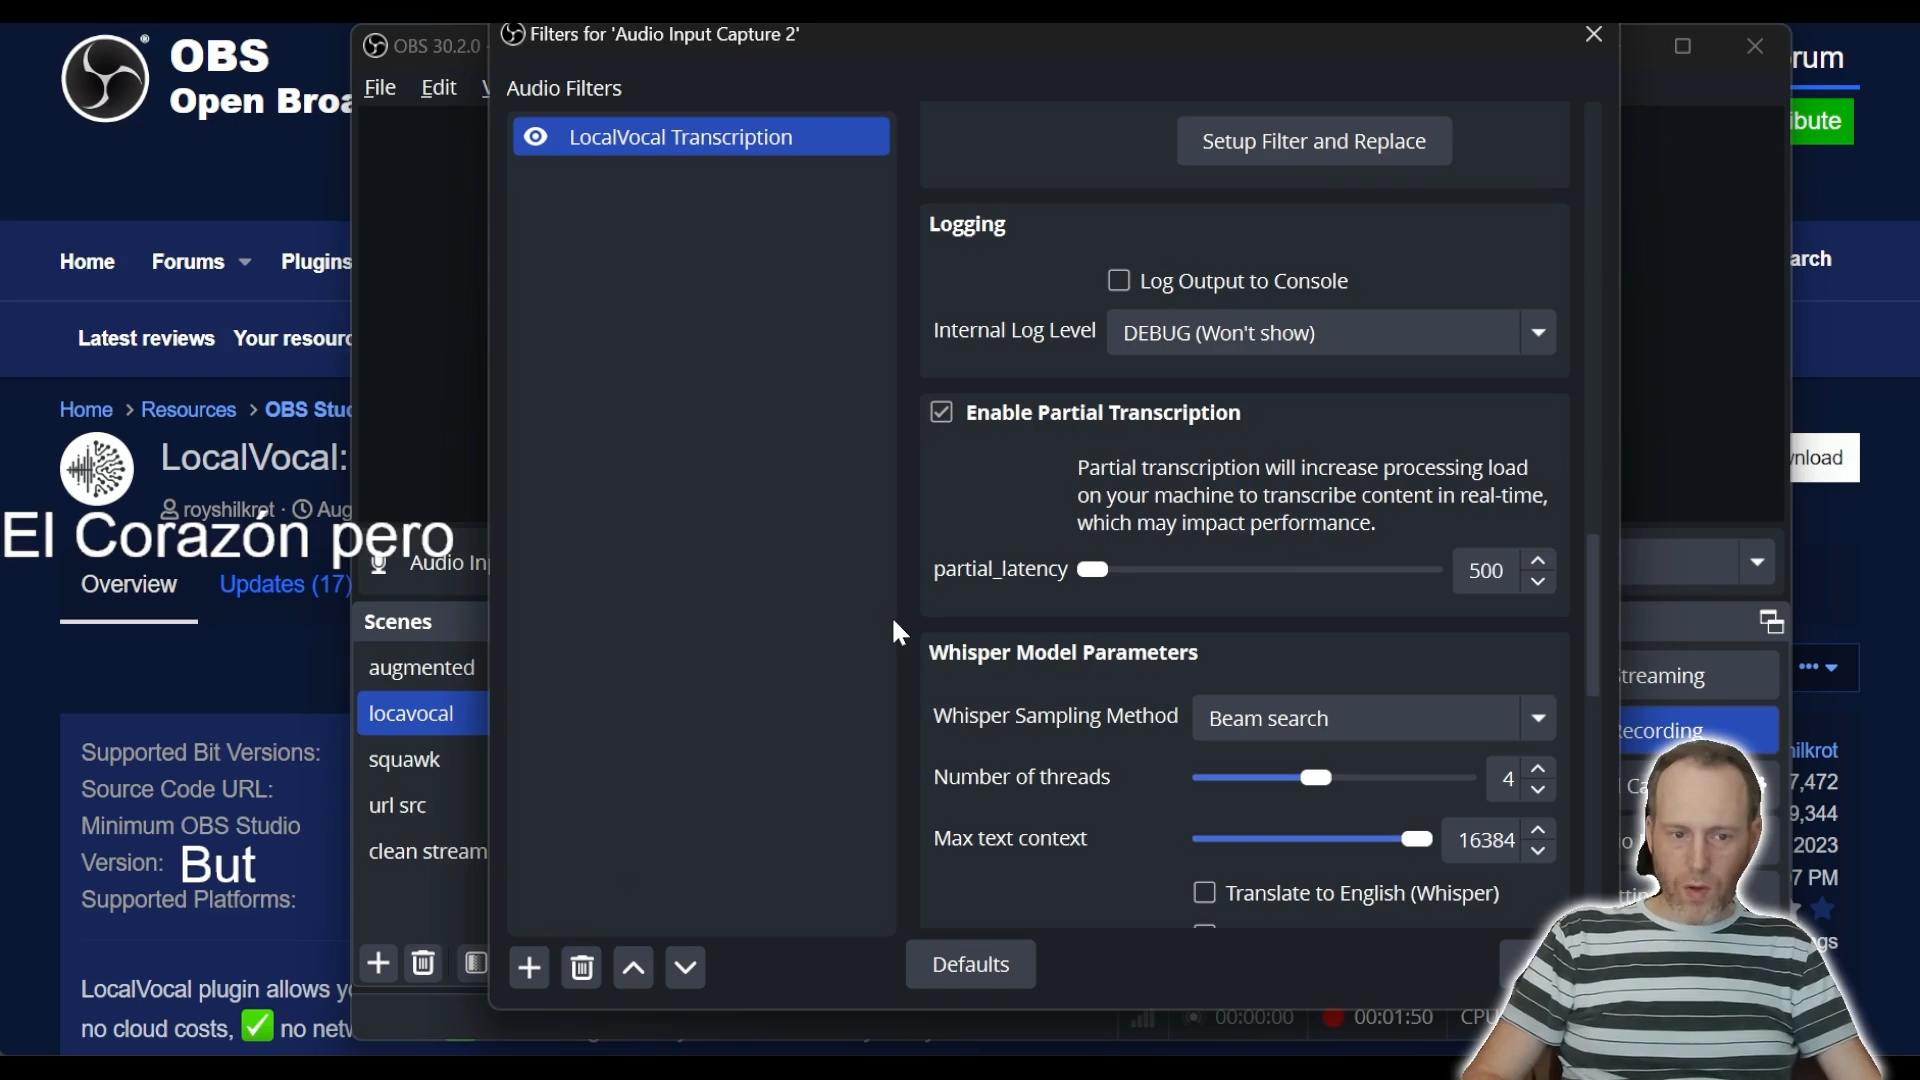 OBS
Open Broa
OBS 30.2.0
Filters for 'Audio Input Capture 2'
rum
File Edit
Audio Filters
ibute
LocalVocal Transcription
Setup Filter and Replace
Logging
Home Forums Plugins
arch
Log Output to Console
Internal Log Level DEBUG (Won't show)
Latest reviews Your resourc
Home > Resources > OBS Stu
Enable Partial Transcription
LocalVocal:
nload
Partial transcription will increase processing load
on your machine to transcribe content in real-time,
which may impact performance.
royshilkrot · Aug
El Corazón pero
Audio In
partial_latency 500
Overview Updates (17)
Scenes
Whisper Model Parameters
augmented
treaming
locavocal
Whisper Sampling Method Beam search
ecording
Supported Bit Versions:
squawk
ilkrot
Source Code URL:
Number of threads 4
7,472
url src
9,344
Minimum OBS Studio
Version:
But
Max text context 16384
2023
clean stream
7 PM
Supported Platforms:
Translate to English (Whisper)
gs
Defaults
LocalVocal plugin allows y
no cloud costs, ✅ no netw
00:00:00 00:01:50 CPU